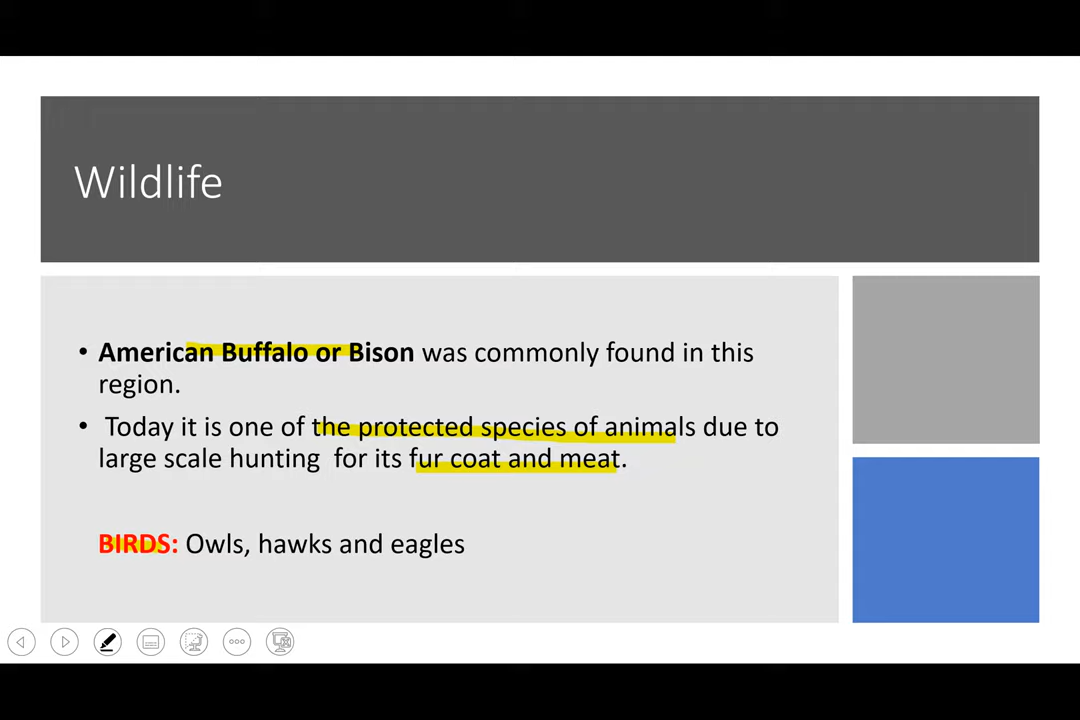 Wildlife
• American Buffalo or Bison was commonly found in this
region.
• Today it is one of the protected species of animals due to
large scale hunting  for its fur coat and meat.
BIRDS: Owls, hawks and eagles